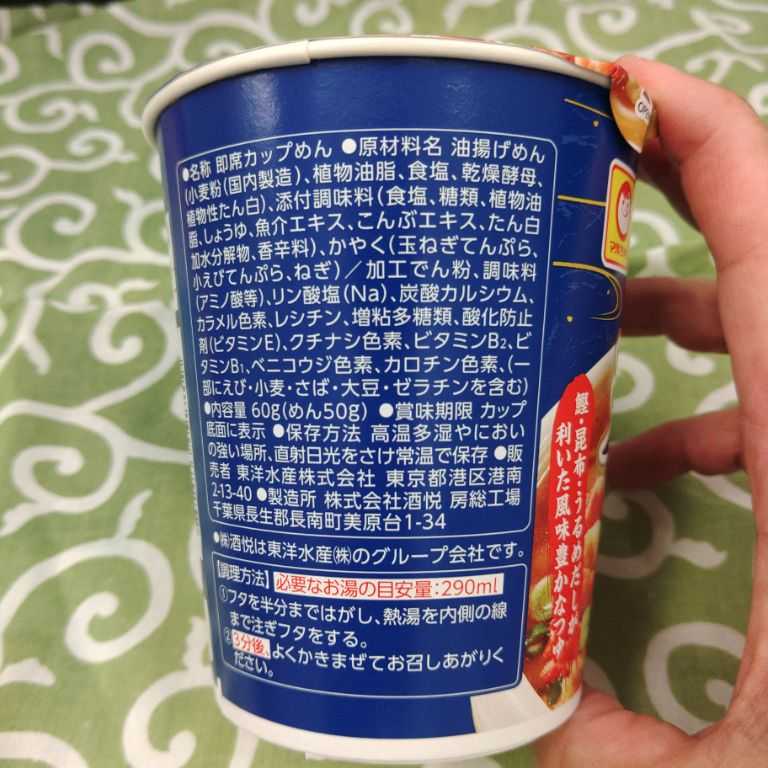 ●名称 即席カップめん ●原材料名 油揚げめん
(小麦粉(国内製造)、植物油脂、食塩、乾燥酵母、
植物性たん白)、添付調味料(食塩、糖類、植物油
脂、しょうゆ、魚介エキス、こんぶエキス、たん白
加水分解物、香辛料)、かやく(玉ねぎてんぷら、
小えびてんぷら、ねぎ)／加工でん粉、調味料
(アミノ酸等)、リン酸塩(Na)、炭酸カルシウム、
カラメル色素、レシチン、増粘多糖類、酸化防止
剤(ビタミンE)、クチナシ色素、ビタミンB2、ビ
タミンB1、ベニコウジ色素、カロチン色素、(一
部にえび・小麦・さば・大豆・ゼラチンを含む)
●内容量 60g(めん50g) ●賞味期限 カップ
底面に表示 ●保存方法 高温多湿やにおい
の強い場所、直射日光をさけ常温で保存 ●販
売者 東洋水産株式会社 東京都港区港南
2-13-40 ●製造所 株式会社酒悦 房総工場
千葉県長生郡長南町美原台1-34
●㈱酒悦は東洋水産㈱のグループ会社です。
【調理方法】 必要なお湯の目安量:290ml
①フタを半分まではがし、熱湯を内側の線
まで注ぎフタをする。
②3分後、よくかきまぜてお召しあがりく
ださい。
鰹・昆布・うるめだしが
利いた風味豊かなつゆ